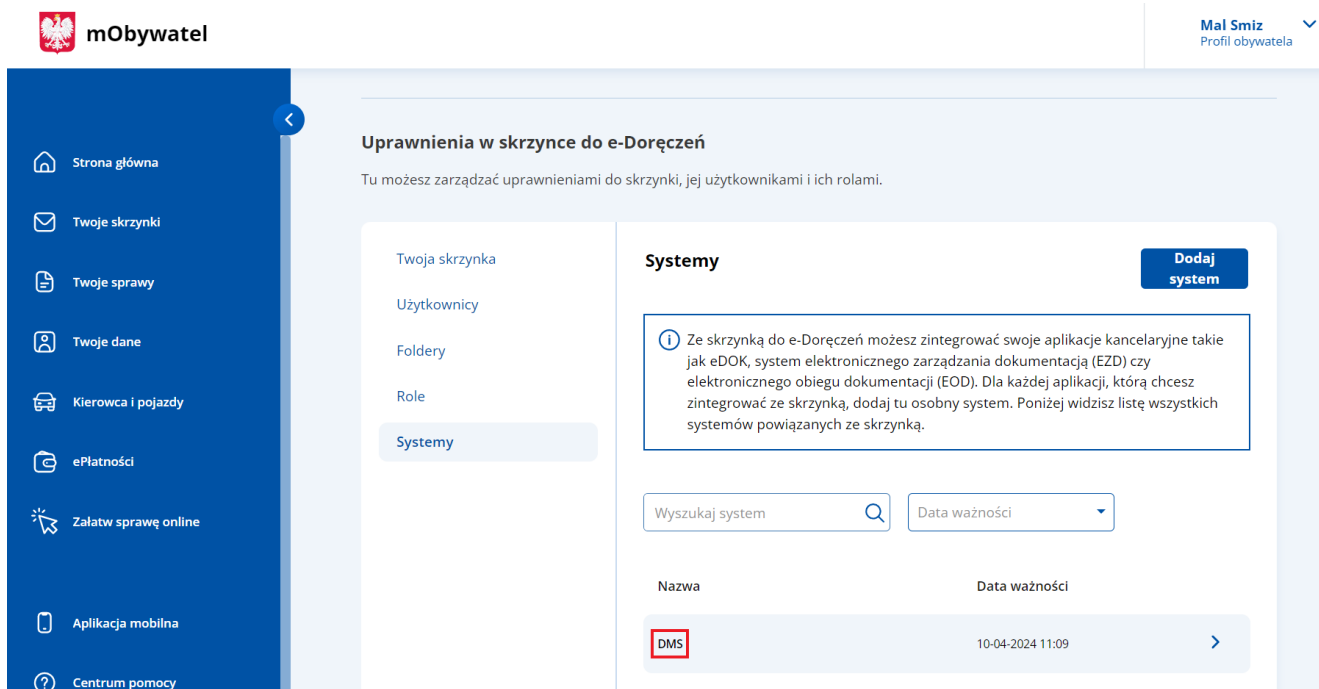 mObywatel
Mal Smiz
Profil obywatela
Strona główna
Twoje skrzynki
Twoje sprawy
Twoje dane
Kierowca i pojazdy
ePłatności
Załatw sprawę online
Aplikacja mobilna
Centrum pomocy
Uprawnienia w skrzynce do e-Doręczeń
Tu możesz zarządzać uprawnieniami do skrzynki, jej użytkownikami i ich rolami.
Twoja skrzynka
Użytkownicy
Foldery
Role
Systemy
Systemy
Dodaj
system
Ze skrzynką do e-Doręczeń możesz zintegrować swoje aplikacje kancelaryjne takie
jak eDOK, system elektronicznego zarządzania dokumentacją (EZD) czy
elektronicznego obiegu dokumentacji (EOD). Dla każdej aplikacji, którą chcesz
zintegrować ze skrzynką, dodaj tu osobny system. Poniżej widzisz listę wszystkich
systemów powiązanych ze skrzynką.
Wyszukaj system
Data ważności
Nazwa Data ważności
DMS 10-04-2024 11:09